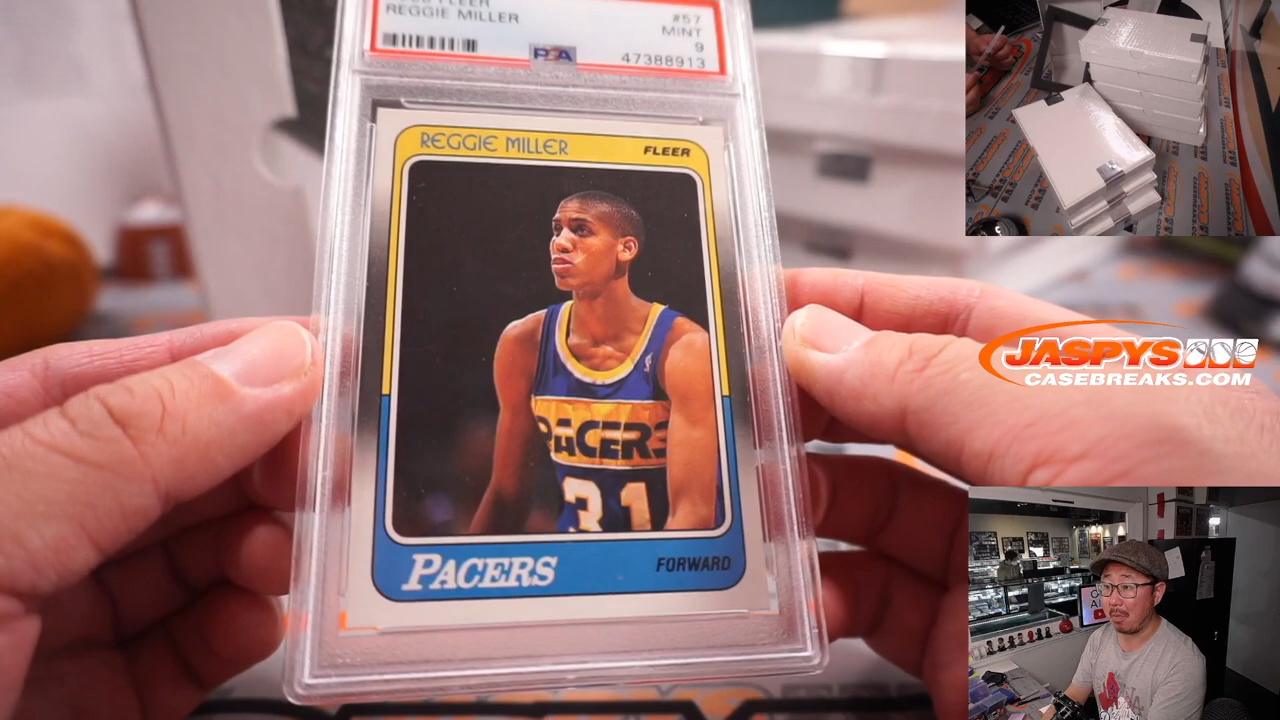 REGGIE MILLER
#57
MINT
9
PSA
47388913
REGGIE MILLER
FLEER
PACERS
31
PACERS
FORWARD
JASPYS
CASEBREAKS.COM